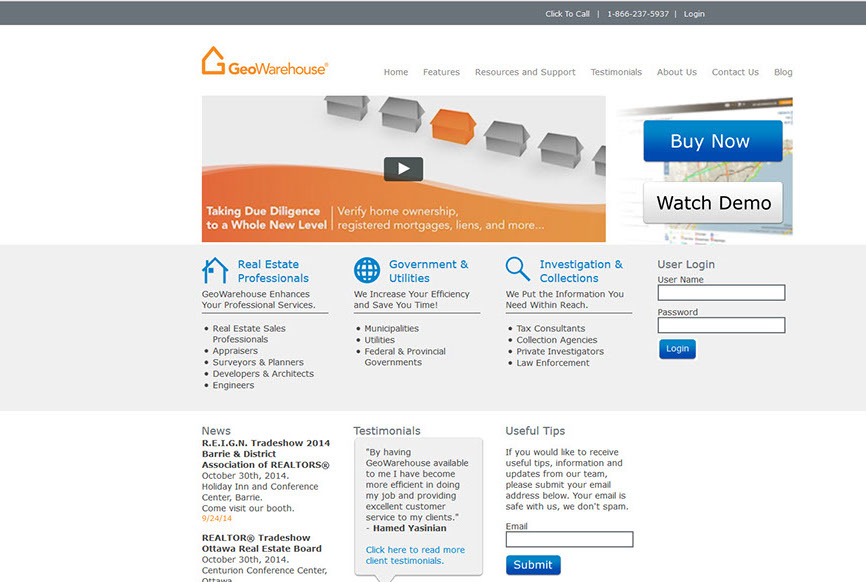 Click To Call | 1-866-237-5937 | Login
GeoWarehouse®
Home Features Resources and Support Testimonials About Us Contact Us Blog
Taking Due Diligence
to a Whole New Level
Verify home ownership,
registered mortgages, liens, and more...
Buy Now
Watch Demo
Real Estate
Professionals
GeoWarehouse Enhances
Your Professional Services.
• Real Estate Sales
Professionals
• Appraisers
• Surveyors & Planners
• Developers & Architects
• Engineers
Government &
Utilities
We Increase Your Efficiency
and Save You Time!
• Municipalities
• Utilities
• Federal & Provincial
Governments
Investigation &
Collections
We Put the Information You
Need Within Reach.
• Tax Consultants
• Collection Agencies
• Private Investigators
• Law Enforcement
User Login
User Name
Password
Login
News
R.E.I.G.N. Tradeshow 2014
Barrie & District
Association of REALTORS®
October 30th, 2014.
Holiday Inn and Conference
Center, Barrie.
Come visit our booth.
9/24/14
REALTOR® Tradeshow
Ottawa Real Estate Board
October 30th, 2014.
Centurion Conference Center,
Ottawa
Testimonials
"By having
GeoWarehouse available
to me I have become
more efficient in doing
my job and providing
excellent customer
service to my clients."
- Hamed Yasinian
Click here to read more
client testimonials.
Useful Tips
If you would like to receive
useful tips, information and
updates from our team,
please submit your email
address below. Your email is
safe with us, we don't spam.
Email
Submit